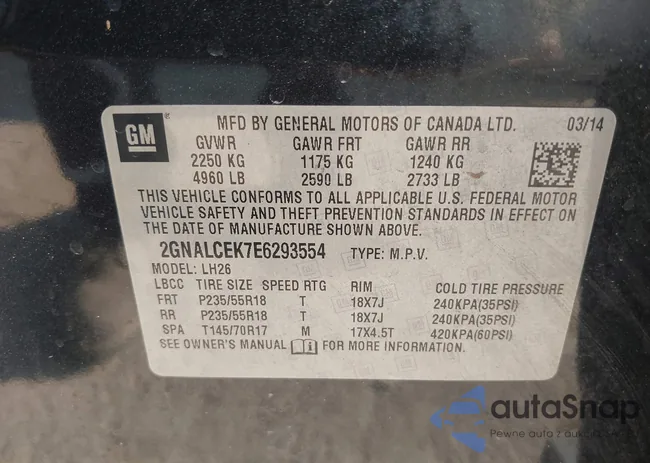 GM
MFD BY GENERAL MOTORS OF CANADA LTD. 03/14
GVWR GAWR FRT GAWR RR
2250 KG 1175 KG 1240 KG
4960 LB 2590 LB 2733 LB
THIS VEHICLE CONFORMS TO ALL APPLICABLE U.S. FEDERAL MOTOR
VEHICLE SAFETY AND THEFT PREVENTION STANDARDS IN EFFECT ON
THE DATE OF MANUFACTURE SHOWN ABOVE.
2GNALCEK7E6293554 TYPE: M.P.V.
MODEL: LH26
LBCC TIRE SIZE SPEED RTG RIM COLD TIRE PRESSURE
FRT P235/55R18 T 18X7J 240KPA(35PSI)
RR P235/55R18 T 18X7J 240KPA(35PSI)
SPA T145/70R17 M 17X4.5T 420KPA(60PSI)
SEE OWNER'S MANUAL FOR MORE INFORMATION.
autaSnap
Pewne auta z aukcji